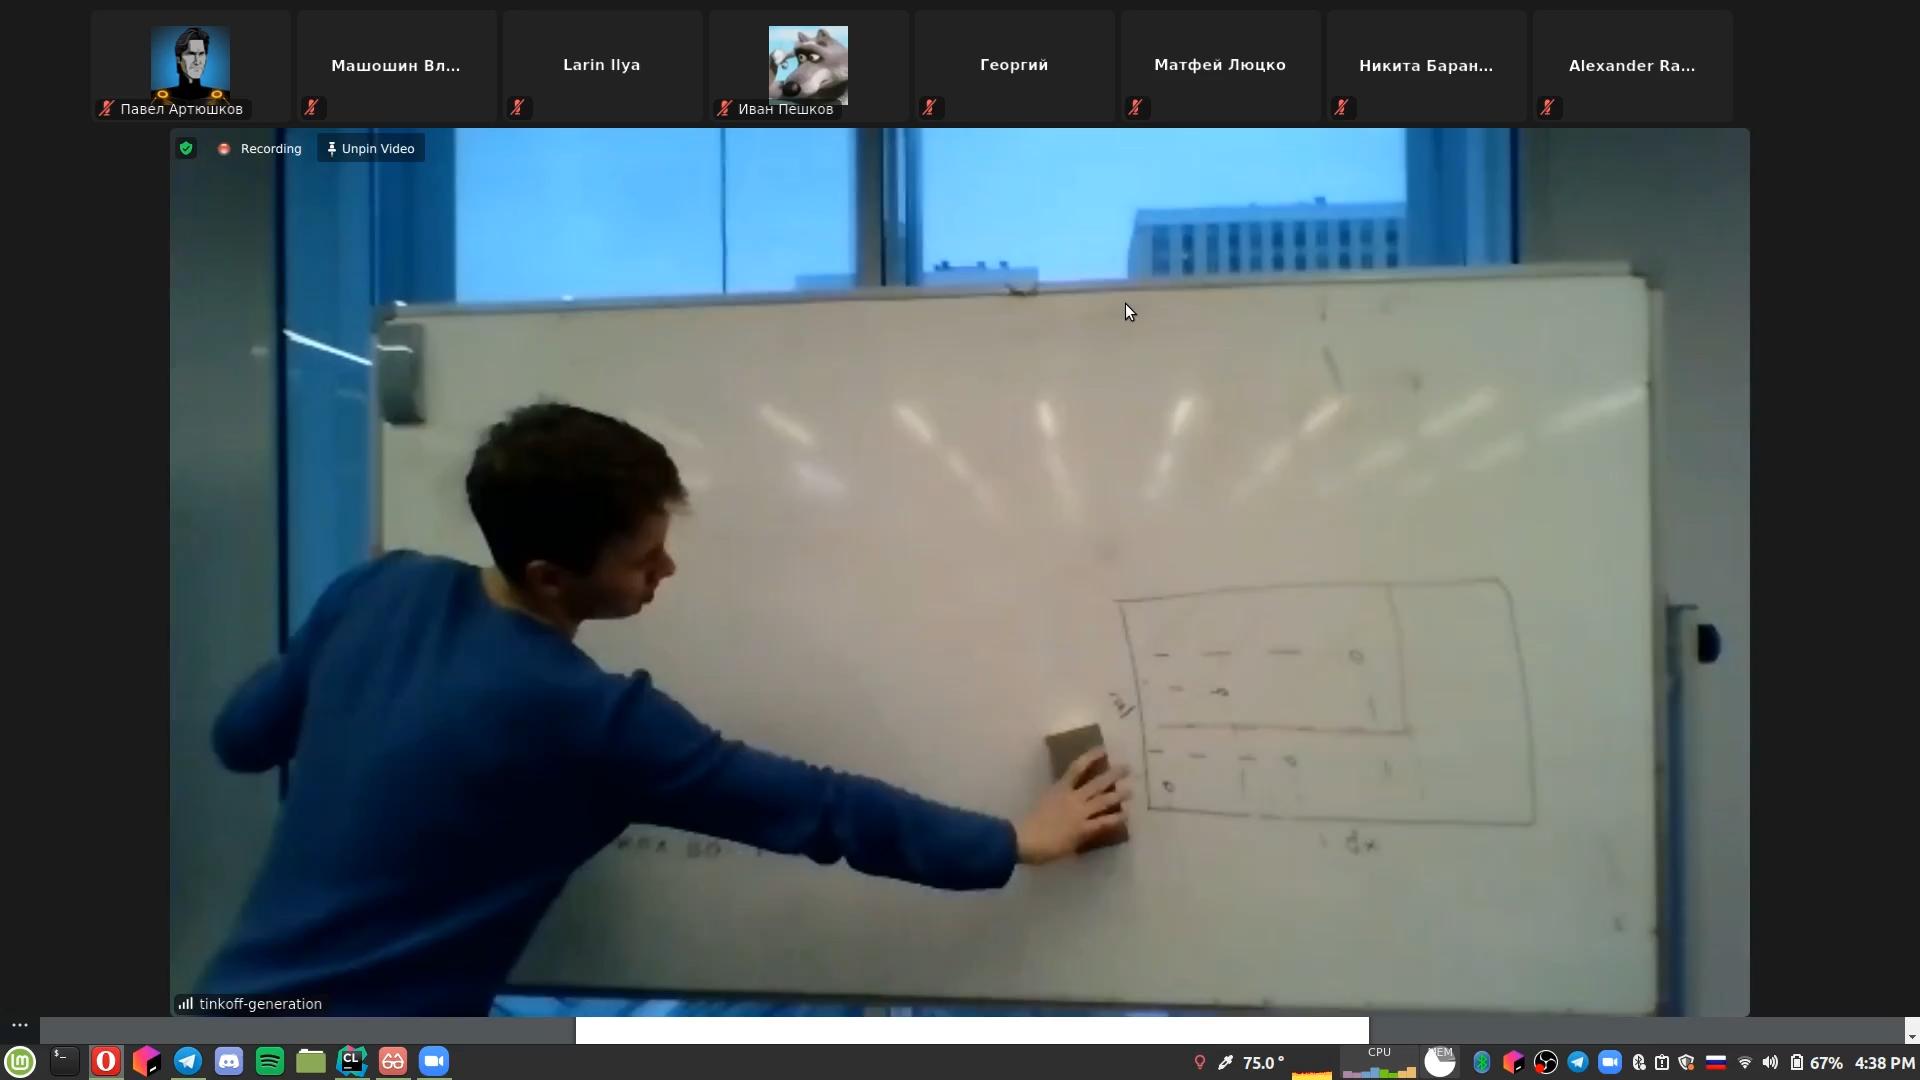 Павел Артюшков
Машошин Вл...
Larin Ilya
Иван Пешков
Георгий
Матфей Люцко
Никита Баран...
Alexander Ra...
Recording
Unpin Video
tinkoff-generation
...
CL
75.0°
CPU
MEM
67%
4:38 PM